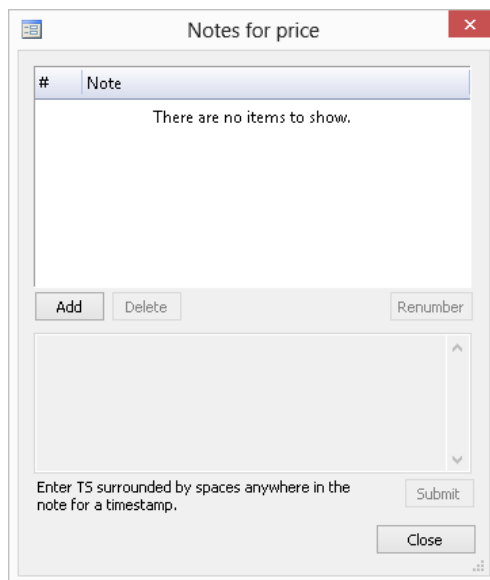 Notes for price
# Note
There are no items to show.
Add Delete Renumber
Enter TS surrounded by spaces anywhere in the
note for a timestamp.
Submit
Close